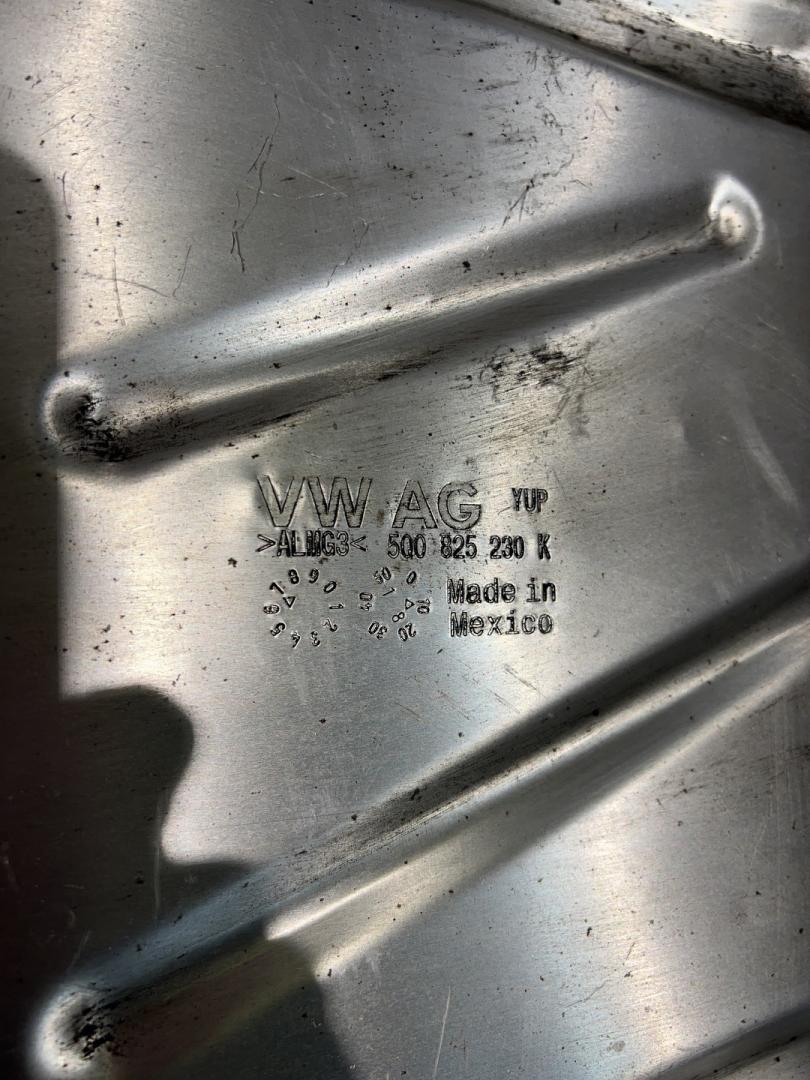 VW AG YUP
>ALMG3< 5Q0 825 230 K
Made in
Mexico